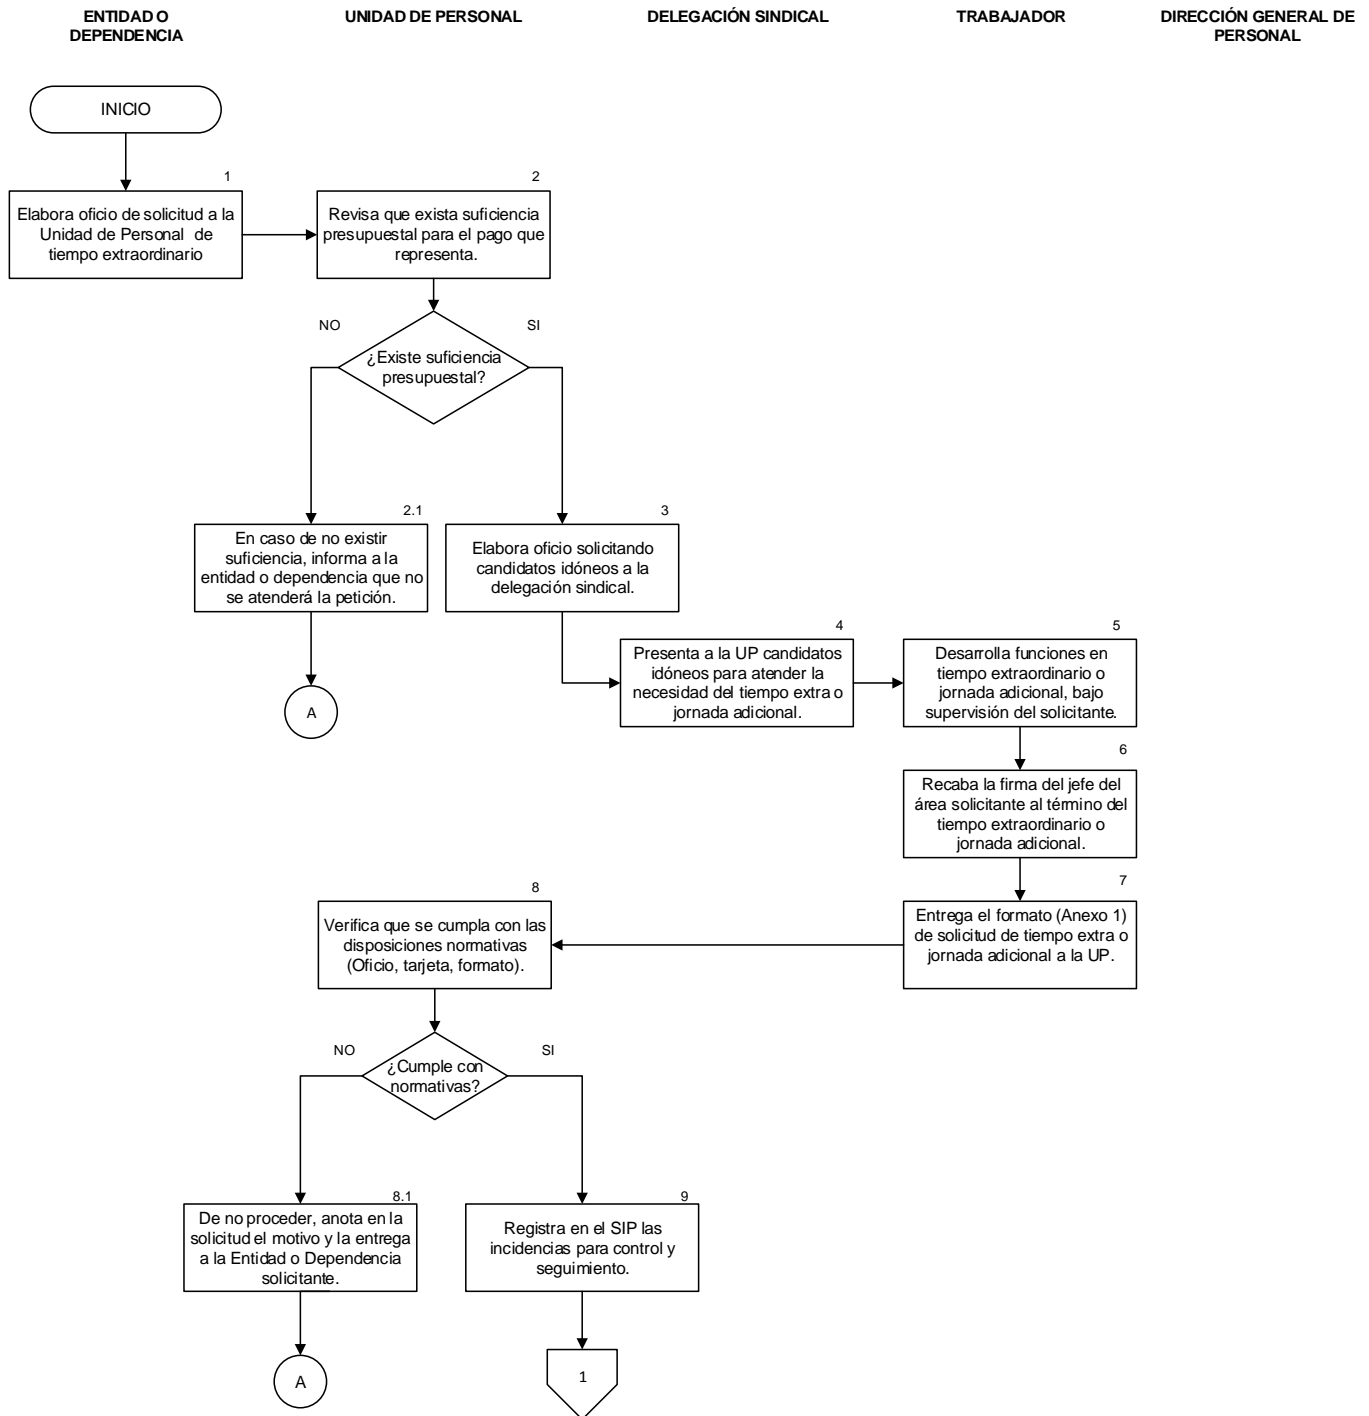 ENTIDAD O
DEPENDENCIA
UNIDAD DE PERSONAL
DELEGACIÓN SINDICAL
TRABAJADOR
DIRECCIÓN GENERAL DE
PERSONAL
INICIO
1
Elabora oficio de solicitud a la
Unidad de Personal de
tiempo extraordinario
2
Revisa que exista suficiencia
presupuestal para el pago que
representa.
NO
SI
¿Existe suficiencia
presupuestal?
2.1
En caso de no existir
suficiencia, informa a la
entidad o dependencia que no
se atenderá la petición.
3
Elabora oficio solicitando
candidatos idóneos a la
delegación sindical.
A
4
Presenta a la UP candidatos
idóneos para atender la
necesidad del tiempo extra o
jornada adicional.
5
Desarrolla funciones en
tiempo extraordinario o
jornada adicional, bajo
supervisión del solicitante.
6
Recaba la firma del jefe del
área solicitante al término del
tiempo extraordinario o
jornada adicional.
7
Entrega el formato (Anexo 1)
de solicitud de tiempo extra o
jornada adicional a la UP.
8
Verifica que se cumpla con las
disposiciones normativas
(Oficio, tarjeta, formato).
NO
SI
¿Cumple con
normativas?
8.1
De no proceder, anota en la
solicitud el motivo y la entrega
a la Entidad o Dependencia
solicitante.
9
Registra en el SIP las
incidencias para control y
seguimiento.
A
1